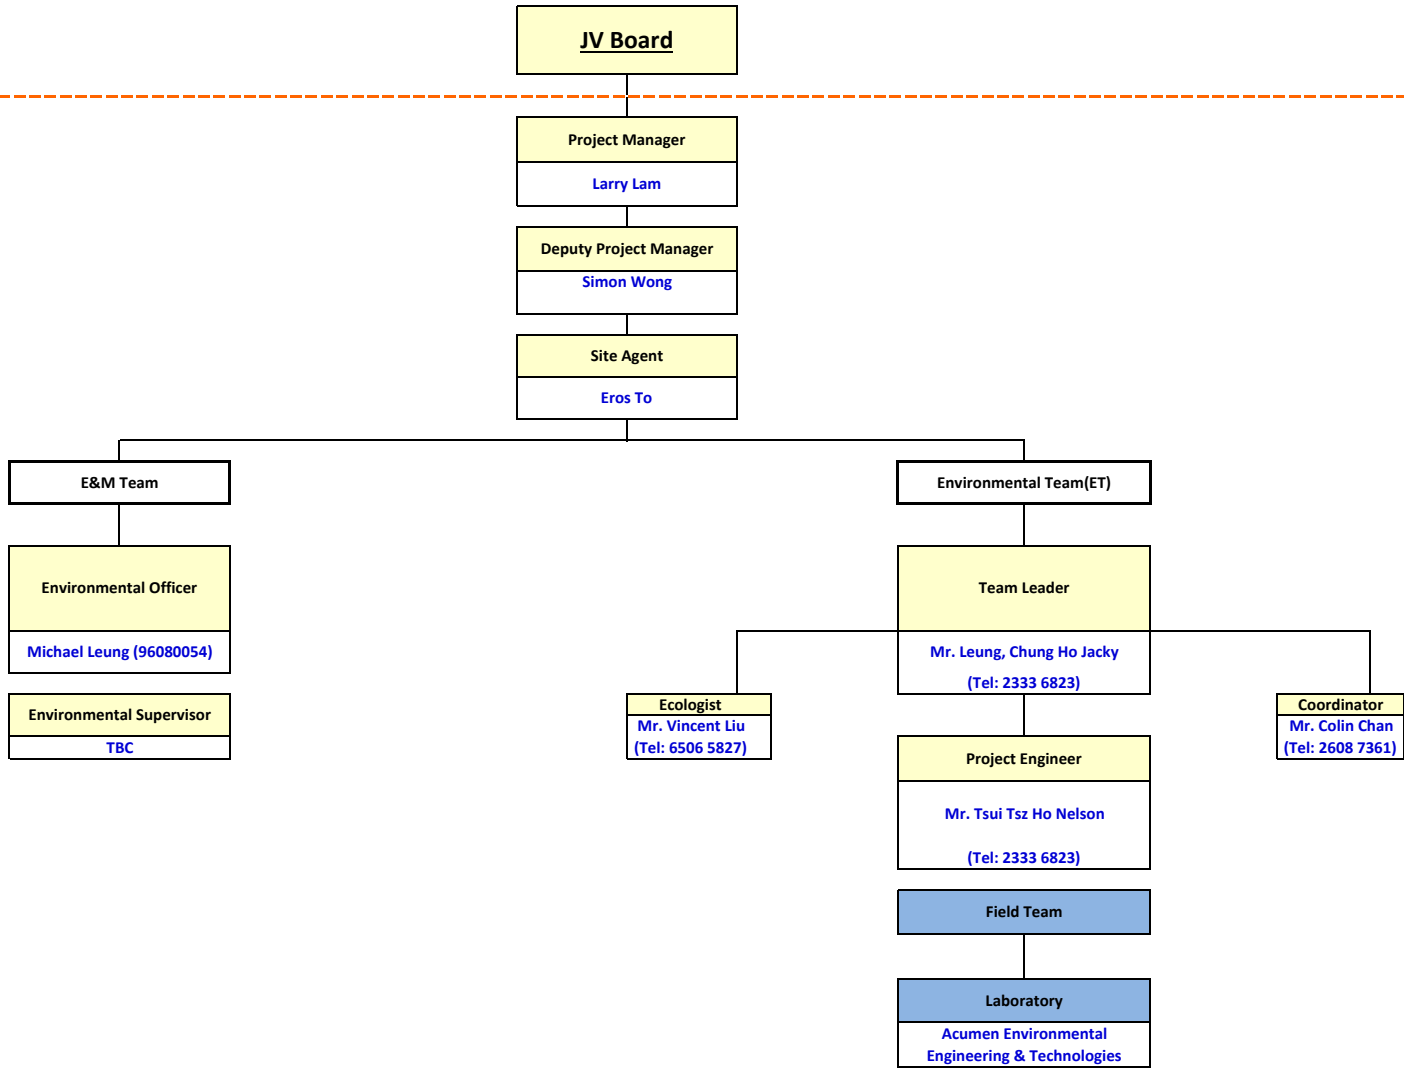 JV Board
Project Manager
Larry Lam
Deputy Project Manager
Simon Wong
Site Agent
Eros To
E&M Team
Environmental Team(ET)
Environmental Officer
Team Leader
Michael Leung (96080054)
Mr. Leung, Chung Ho Jacky
(Tel: 2333 6823)
Environmental Supervisor
TBC
Ecologist
Mr. Vincent Liu
(Tel: 6506 5827)
Coordinator
Mr. Colin Chan
(Tel: 2608 7361)
Project Engineer
Mr. Tsui Tsz Ho Nelson
(Tel: 2333 6823)
Field Team
Laboratory
Acumen Environmental
Engineering & Technologies